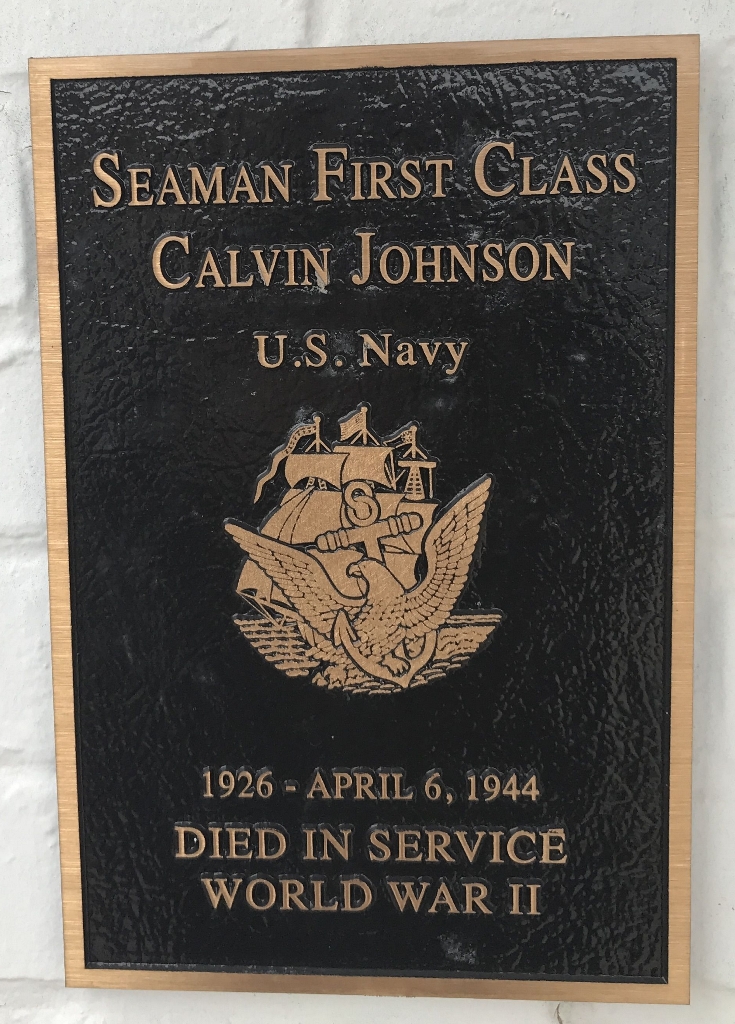 SEAMAN FIRST CLASS
CALVIN JOHNSON
U.S. Navy
1926 - APRIL 6, 1944
DIED IN SERVICE
WORLD WAR II